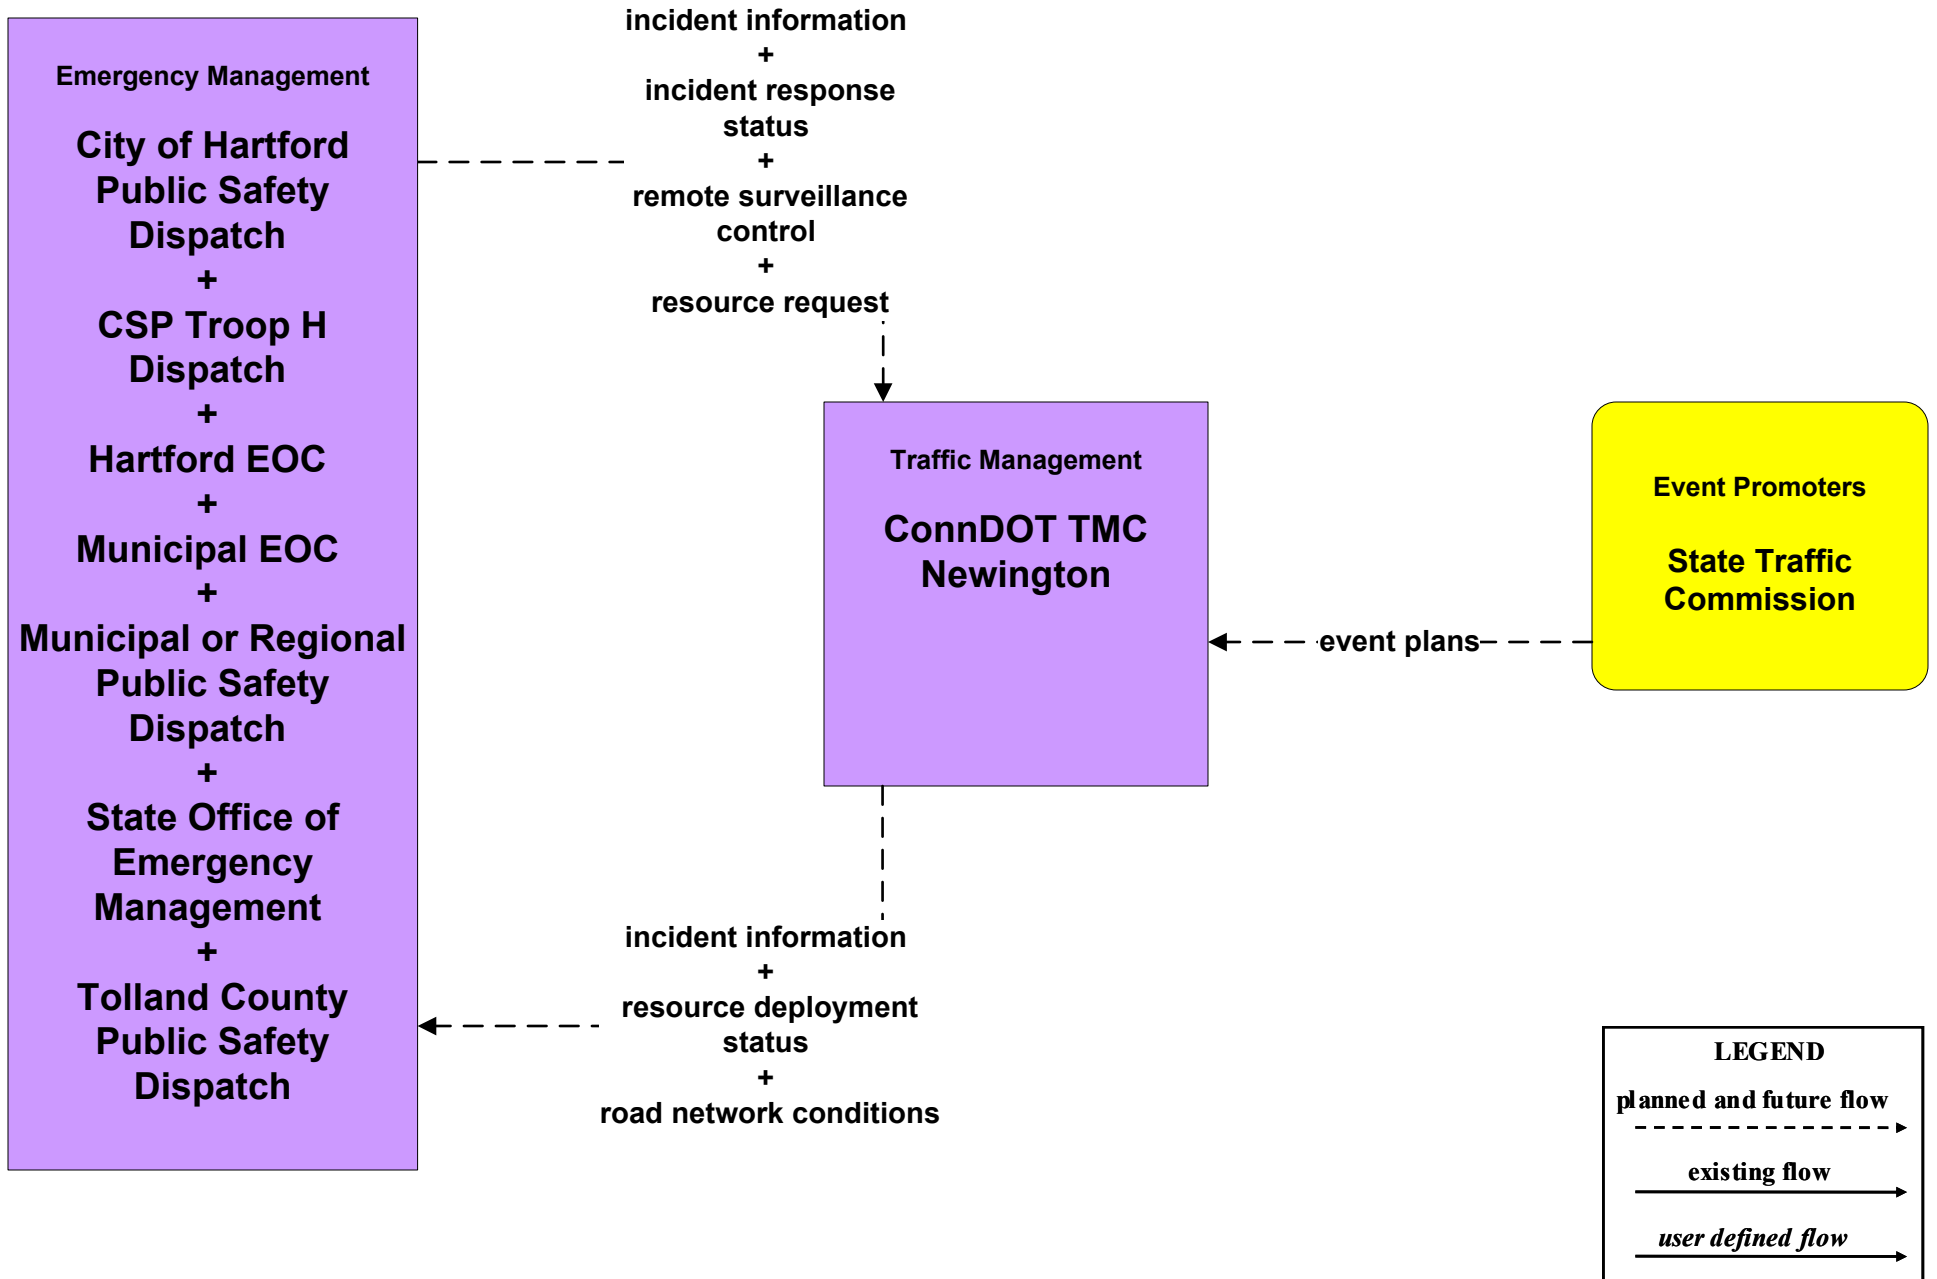 Emergency Management
City of Hartford
Public Safety
Dispatch
+
CSP Troop H
Dispatch
+
Hartford EOC
+
Municipal EOC
+
Municipal or Regional
Public Safety
Dispatch
+
State Office of
Emergency
Management
+
Tolland County
Public Safety
Dispatch
incident information
+
incident response
status
+
remote surveillance
control
+
resource request
Traffic Management
ConnDOT TMC
Newington
Event Promoters
State Traffic
Commission
event plans
incident information
+
resource deployment
status
+
road network conditions
LEGEND
planned and future flow
existing flow
user defined flow